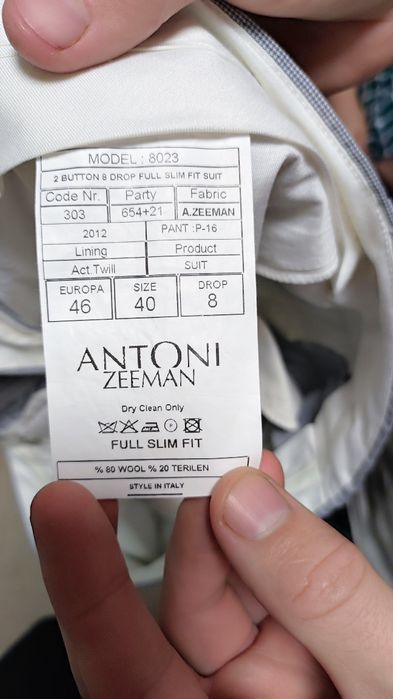 MODEL : 8023
2 BUTTON 8 DROP FULL SLIM FIT SUIT
Code Nr. Party Fabric
303 654+21 A.ZEEMAN
2012 PANT :P-16
Lining Product
Act.Twill SUIT
EUROPA SIZE DROP
46 40 8
ANTONI
ZEEMAN
Dry Clean Only
FULL SLIM FIT
% 80 WOOL % 20 TERILEN
STYLE IN ITALY